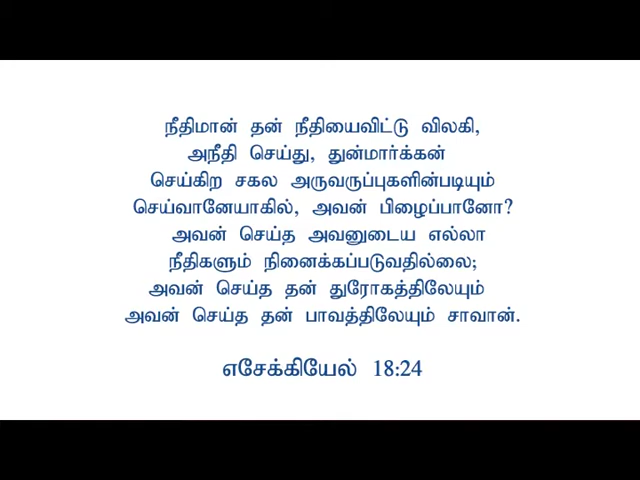 நீதிமான் தன் நீதியைவிட்டு விலகி,
அநீதி செய்து, துன்மார்க்கன்
செய்கிற சகல அருவருப்புகளின்படியும்
செய்வானேயாகில், அவன் பிழைப்பானோ?
அவன் செய்த அவனுடைய எல்லா
நீதிகளும் நினைக்கப்படுவதில்லை;
அவன் செய்த தன் துரோகத்திலேயும்
அவன் செய்த தன் பாவத்திலேயும் சாவான்.
எசேக்கியேல் 18:24